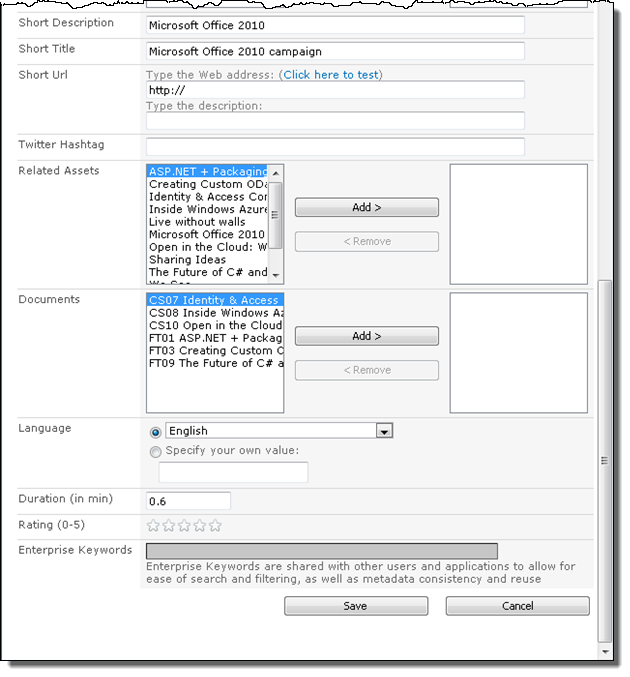 Short Description
Microsoft Office 2010
Short Title
Microsoft Office 2010 campaign
Short Url
Type the Web address: (Click here to test)
http://
Type the description:
Twitter Hashtag
Related Assets
ASP.NET + Packaging
Creating Custom ODa
Identity & Access Con
Inside Windows Azure
Live without walls
Microsoft Office 2010
Open in the Cloud: W
Sharing Ideas
The Future of C# and
Add >
< Remove
Documents
CS07 Identity & Access
CS08 Inside Windows Az
CS10 Open in the Cloud
FT01 ASP.NET + Packag
FT03 Creating Custom O
FT09 The Future of C# a
Add >
< Remove
Language
English
Specify your own value:
Duration (in min)
0.6
Rating (0-5)
Enterprise Keywords
Enterprise Keywords are shared with other users and applications to allow for
ease of search and filtering, as well as metadata consistency and reuse
Save
Cancel